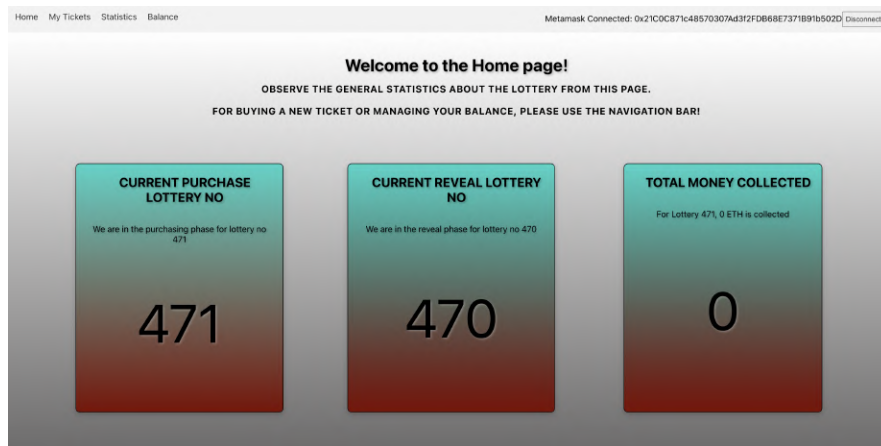 Home My Tickets Statistics Balance
Metamask Connected: 0x21C0C871c48570307Ad3f2FDB68E7371B91b502D Disconnect
Welcome to the Home page!
OBSERVE THE GENERAL STATISTICS ABOUT THE LOTTERY FROM THIS PAGE.
FOR BUYING A NEW TICKET OR MANAGING YOUR BALANCE, PLEASE USE THE NAVIGATION BAR!
CURRENT PURCHASE
LOTTERY NO
We are in the purchasing phase for lottery no
471
471
CURRENT REVEAL LOTTERY
NO
We are in the reveal phase for lottery no 470
470
TOTAL MONEY COLLECTED
For Lottery 471, 0 ETH is collected
0